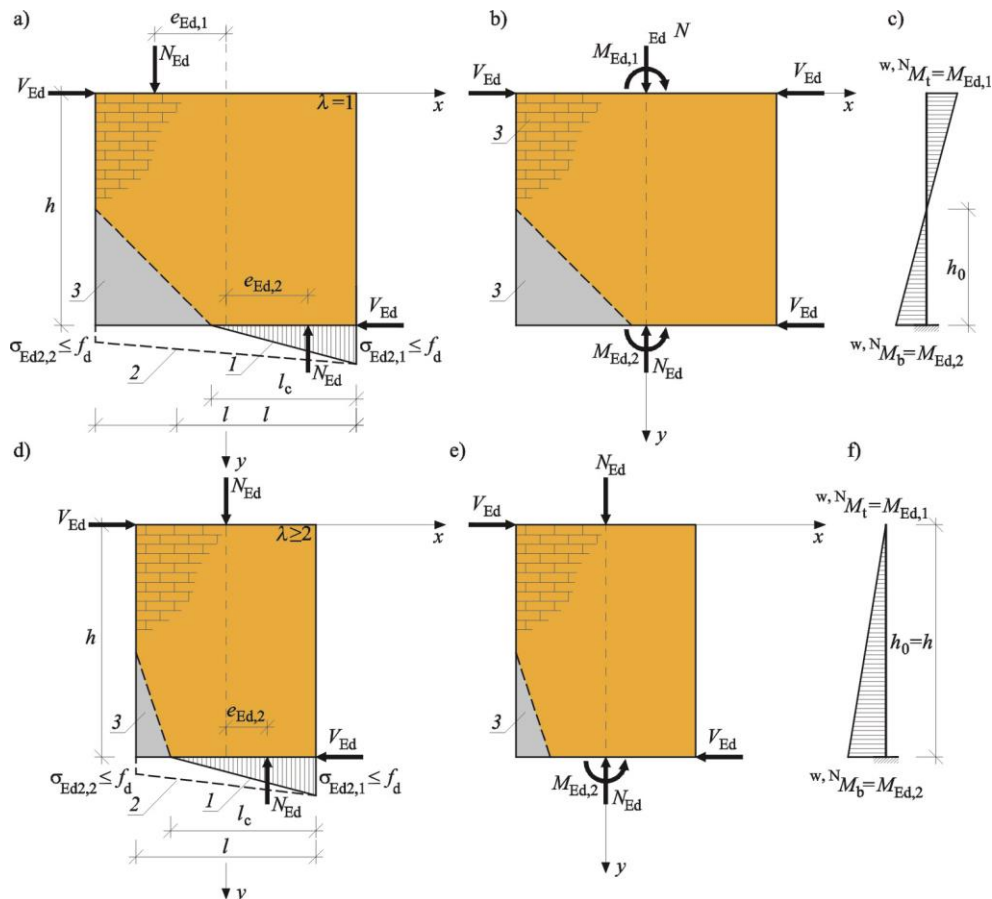 a)
e_Ed,1
N_Ed
V_Ed
λ=1
x
h
3
e_Ed,2
V_Ed
σ_Ed2,2 ≤ f_d
2
1
N_Ed
σ_Ed2,1 ≤ f_d
l_c
l l
y
b)
Ed N
M_Ed,1
V_Ed
V_Ed
x
3
3
V_Ed
M_Ed,2
N_Ed
y
c)
w, N M_t = M_Ed,1
h_0
w, N M_b = M_Ed,2
d)
N_Ed
V_Ed
λ≥2
x
h
3
e_Ed,2
V_Ed
σ_Ed2,2 ≤ f_d
2
1
N_Ed
σ_Ed2,1 ≤ f_d
l_c
l
y
e)
N_Ed
V_Ed
x
3
V_Ed
M_Ed,2
N_Ed
y
f)
w, N M_t = M_Ed,1
h_0 = h
w, N M_b = M_Ed,2